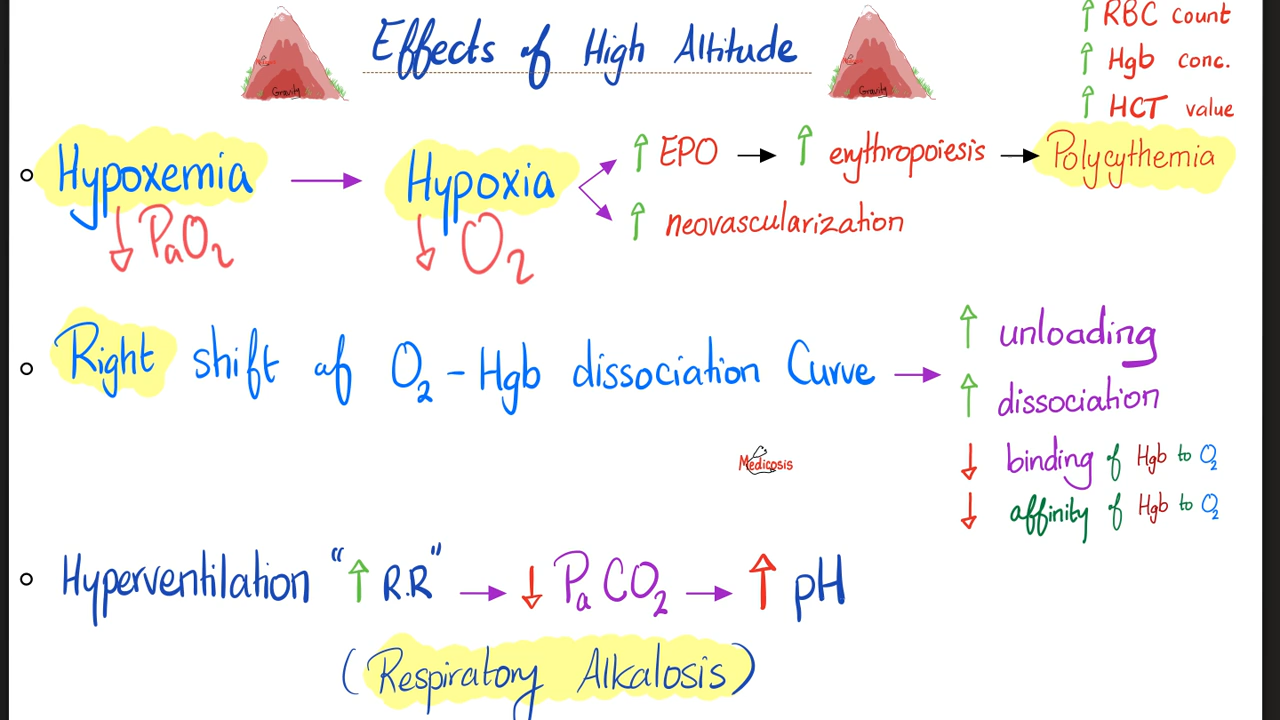 Effects of High Altitude
Gravity
Gravity
↑ RBC Count
↑ Hgb Conc.
↑ HCT value
Hypoxemia → Hypoxia
↓ PaO2
↓ O2
↑ EPO → ↑ erythropoiesis → Polycythemia
↑ neovascularization
Right shift of O2 - Hgb dissociation Curve →
↑ unloading
↑ dissociation
↓ binding of Hgb to O2
↓ affinity of Hgb to O2
Medicosis
Hyperventilation "↑ R.R" → ↓ PaCO2 → ↑ pH
(Respiratory Alkalosis)